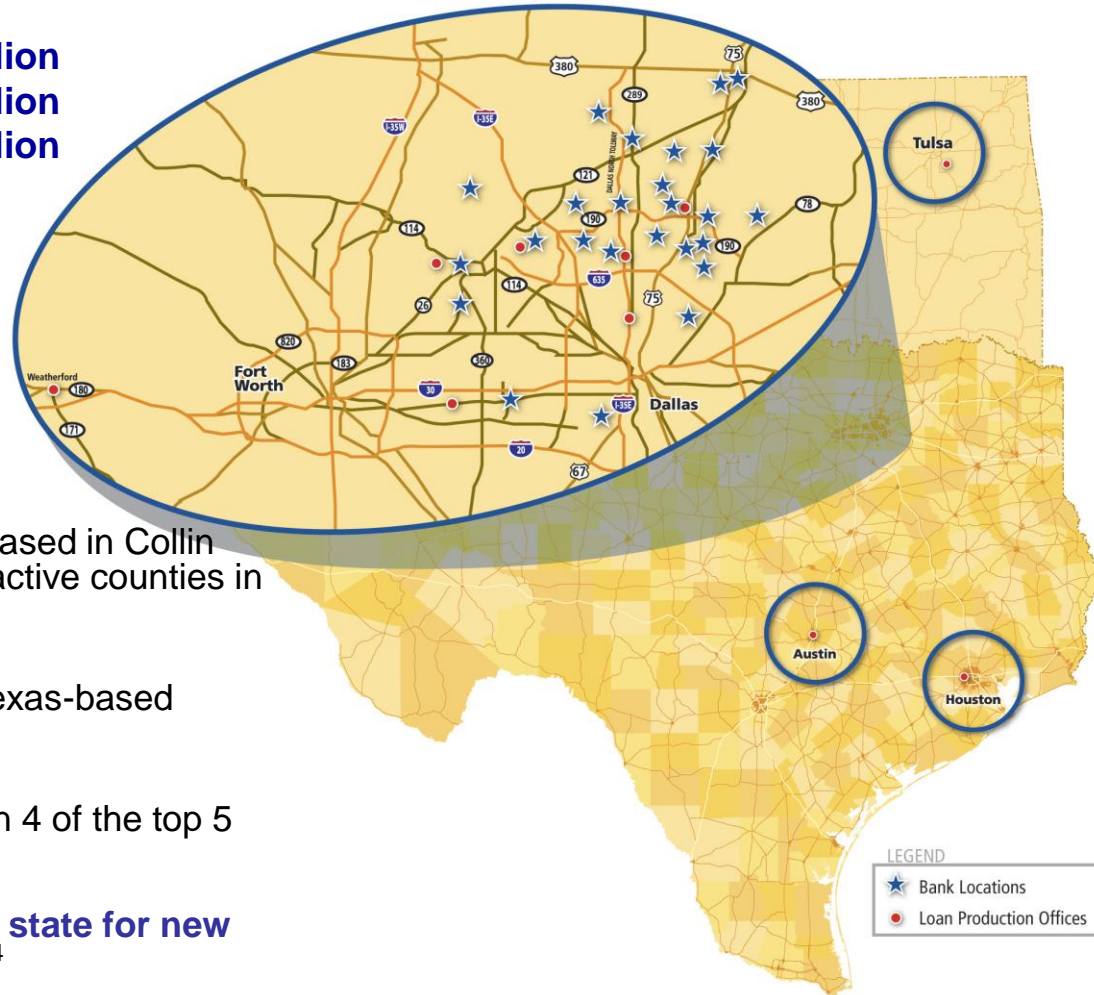 lion
lion
lion
75
380
289
380
I-35W
I-35E
Tulsa
DALLAS NORTH TOLLWAY
121
78
114
190
190
635
114
75
26
820
183
360
Fort
Worth
Weatherford
180
30
I-35E
Dallas
171
20
67
ased in Collin
active counties in
Austin
exas-based
Houston
n 4 of the top 5
LEGEND
Bank Locations
state for new
Loan Production Offices
4